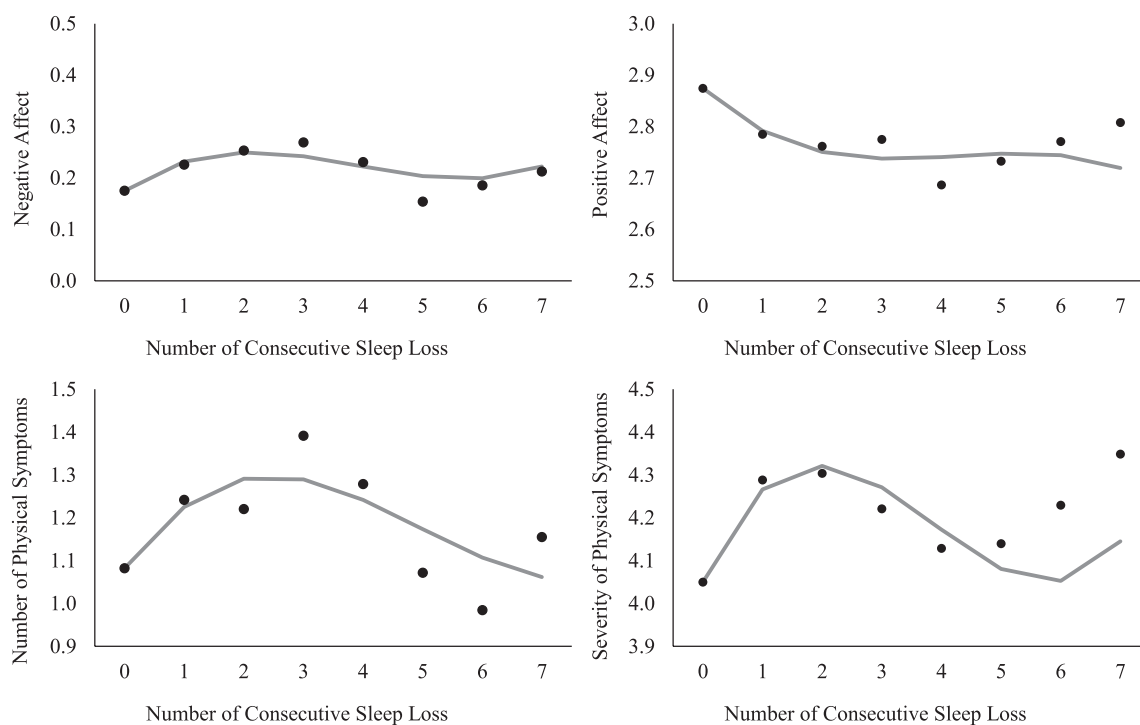 0.5
0.4
0.3
0.2
0.1
0.0
Negative Affect
0 1 2 3 4 5 6 7
Number of Consecutive Sleep Loss
3.0
2.9
2.8
2.7
2.6
2.5
Positive Affect
0 1 2 3 4 5 6 7
Number of Consecutive Sleep Loss
1.5
1.4
1.3
1.2
1.1
1.0
0.9
Number of Physical Symptoms
0 1 2 3 4 5 6 7
Number of Consecutive Sleep Loss
4.5
4.4
4.3
4.2
4.1
4.0
3.9
Severity of Physical Symptoms
0 1 2 3 4 5 6 7
Number of Consecutive Sleep Loss